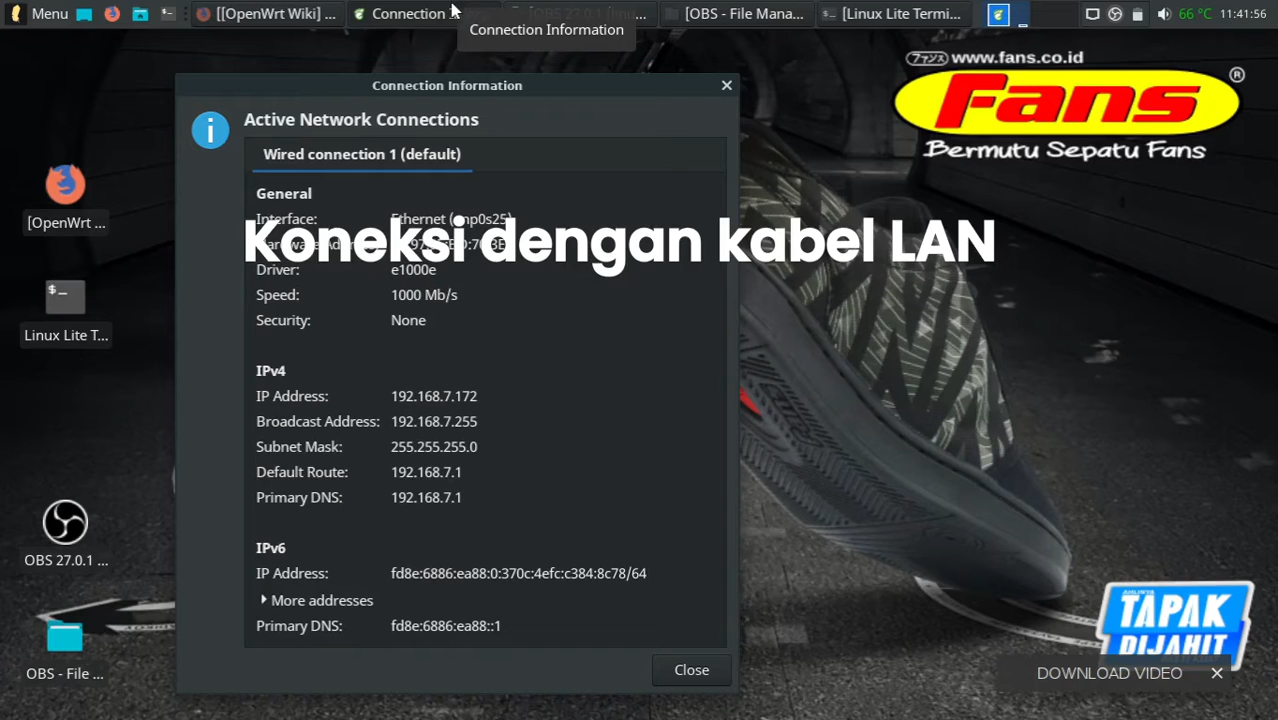 Menu
[[OpenWrt Wiki] ...
Connection
[OBS - File Mana...
[Linux Lite Termi...
66 °C
11:41:56
Connection Information
Connection Information
Active Network Connections
Wired connection 1 (default)
General
Interface: Ethernet
Koneksi dengan kabel LAN
Driver: e1000e
Speed: 1000 Mb/s
Security: None
IPv4
IP Address: 192.168.7.172
Broadcast Address: 192.168.7.255
Subnet Mask: 255.255.255.0
Default Route: 192.168.7.1
Primary DNS: 192.168.7.1
IPv6
IP Address: fd8e:6886:ea88:0:370c:4efc:c384:8c78/64
More addresses
Primary DNS: fd8e:6886:ea88::1
Close
[OpenWrt ...
Linux Lite T...
OBS 27.0.1 ...
OBS - File ...
ファンス www.fans.co.id
Fans ®
Bermutu Sepatu Fans
TAPAK
DIJAHIT
DOWNLOAD VIDEO